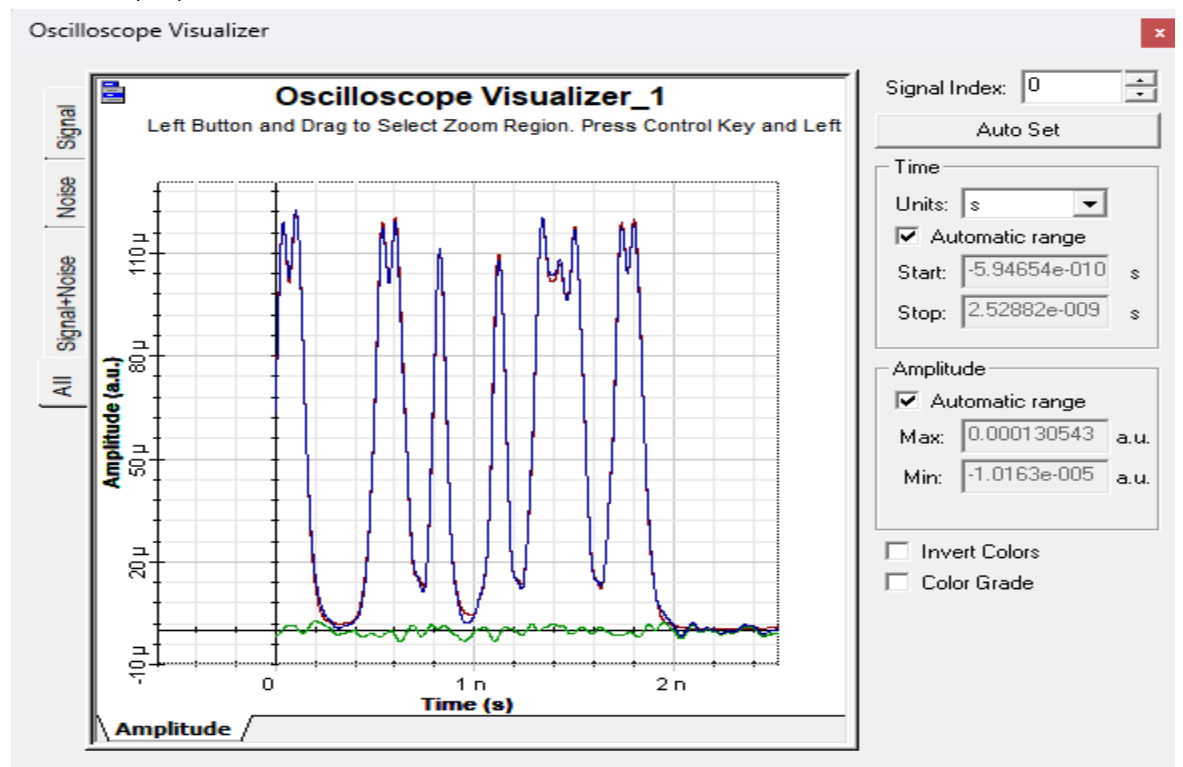 Oscilloscope Visualizer
Signal
Noise
Signal+Noise
All
Oscilloscope Visualizer_1
Left Button and Drag to Select Zoom Region. Press Control Key and Left
Amplitude (a.u.)
110 µ
80 µ
50 µ
20 µ
-10 µ
0
1 n
2 n
Time (s)
Amplitude
Signal Index: 0
Auto Set
Time
Units: s
Automatic range
Start: -5.94654e-010 s
Stop: 2.52882e-009 s
Amplitude
Automatic range
Max: 0.000130543 a.u.
Min: -1.0163e-005 a.u.
Invert Colors
Color Grade